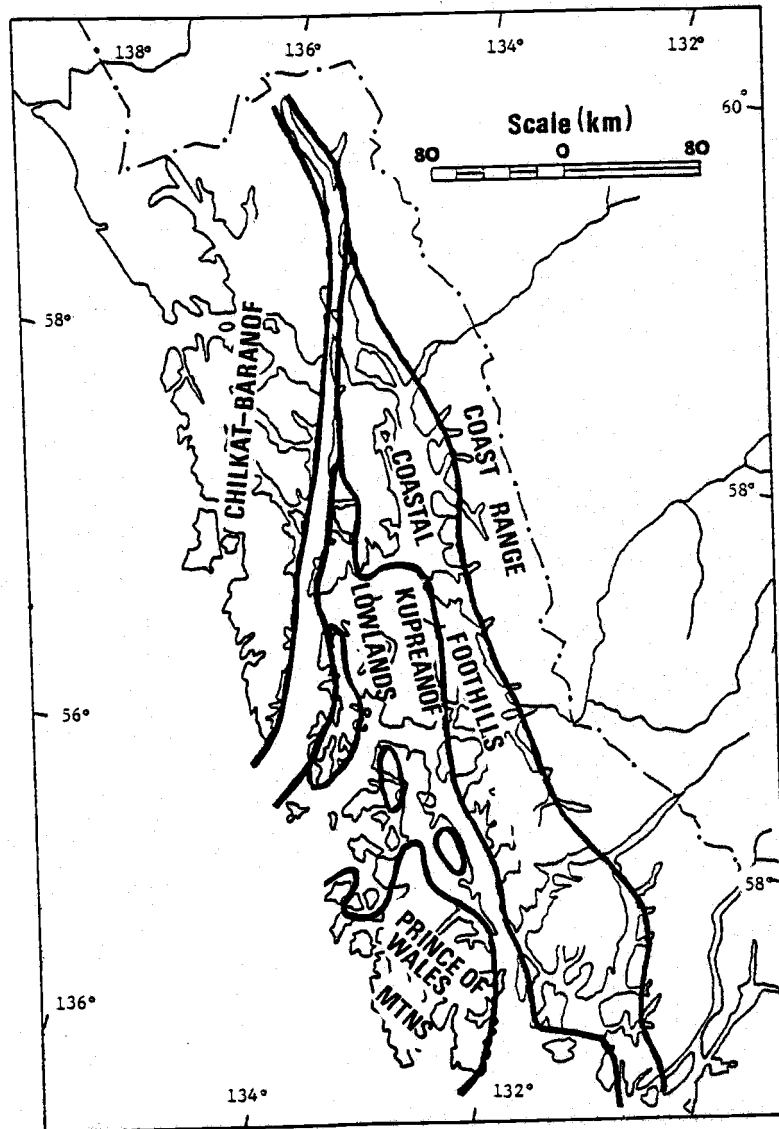 138°
136°
134°
132°
60°
Scale (km)
80 0 80
58°
CHILKAT-BARANOF
COAST RANGE
COASTAL
FOOTHILLS
58°
KUPREANOF
LOWLANDS
56°
58°
PRINCE OF
WALES
MTNS
136°
134°
132°